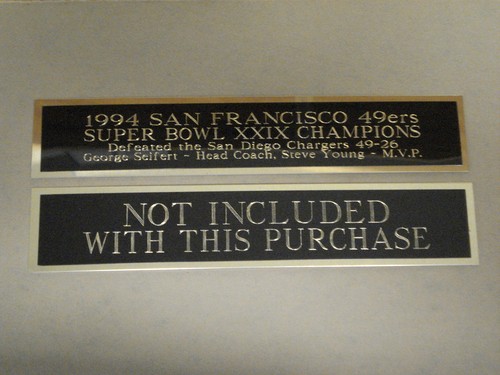 1994 SAN FRANCISCO 49ers
SUPER BOWL XXIX CHAMPIONS
Defeated the San Diego Chargers 49-26
George Seifert - Head Coach, Steve Young - M.V.P.
NOT INCLUDED
WITH THIS PURCHASE